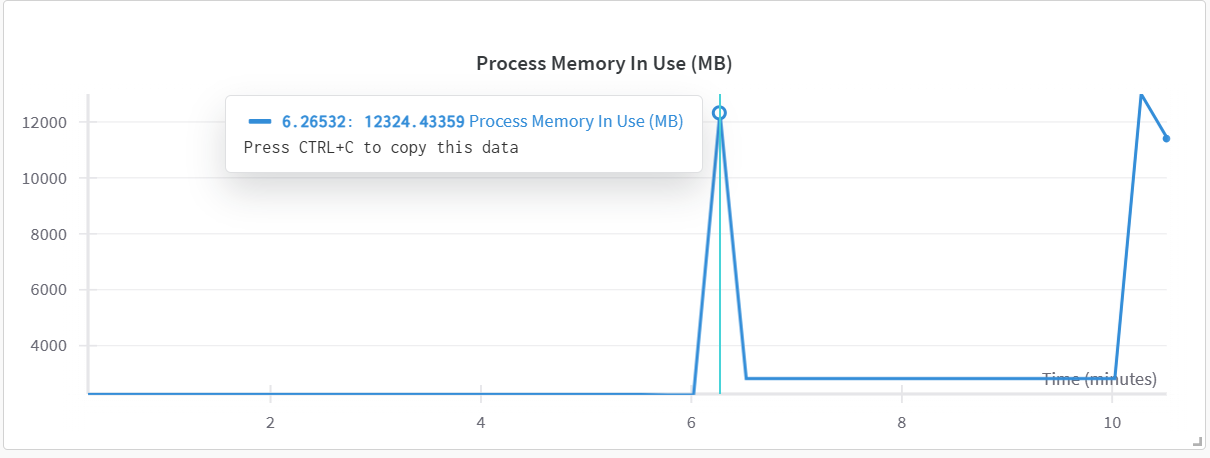 Process Memory In Use (MB)
12000
10000
8000
6000
4000
6.26532: 12324.43359 Process Memory In Use (MB)
Press CTRL+C to copy this data
Time (minutes)
2
4
6
8
10